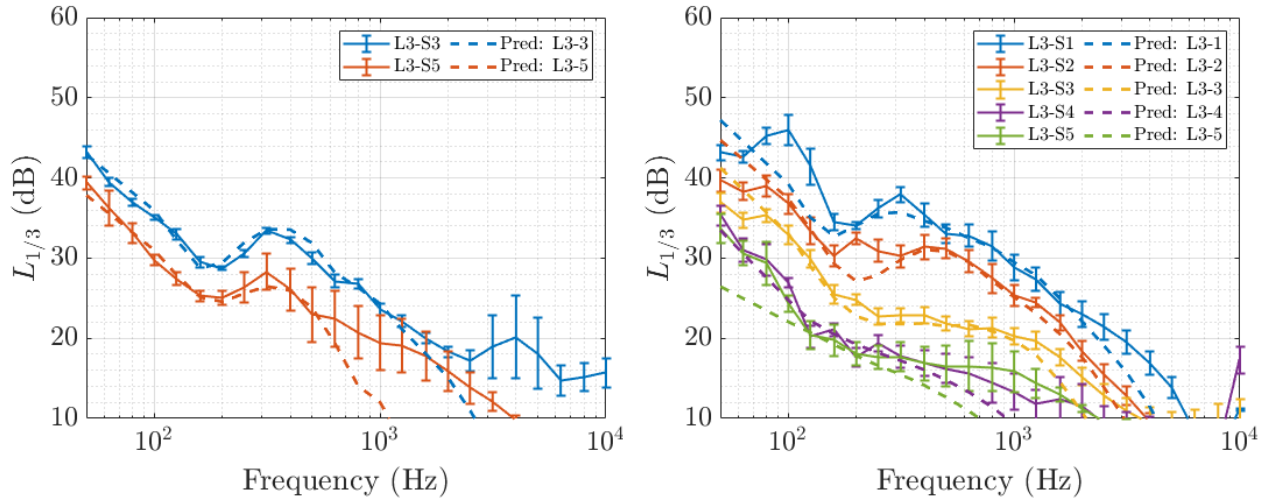 60
50
40
30
20
10
L1/3 (dB)
10^2
10^3
10^4
Frequency (Hz)
L3-S3 Pred: L3-3
L3-S5 Pred: L3-5
60
50
40
30
20
10
L1/3 (dB)
10^2
10^3
10^4
Frequency (Hz)
L3-S1 Pred: L3-1
L3-S2 Pred: L3-2
L3-S3 Pred: L3-3
L3-S4 Pred: L3-4
L3-S5 Pred: L3-5